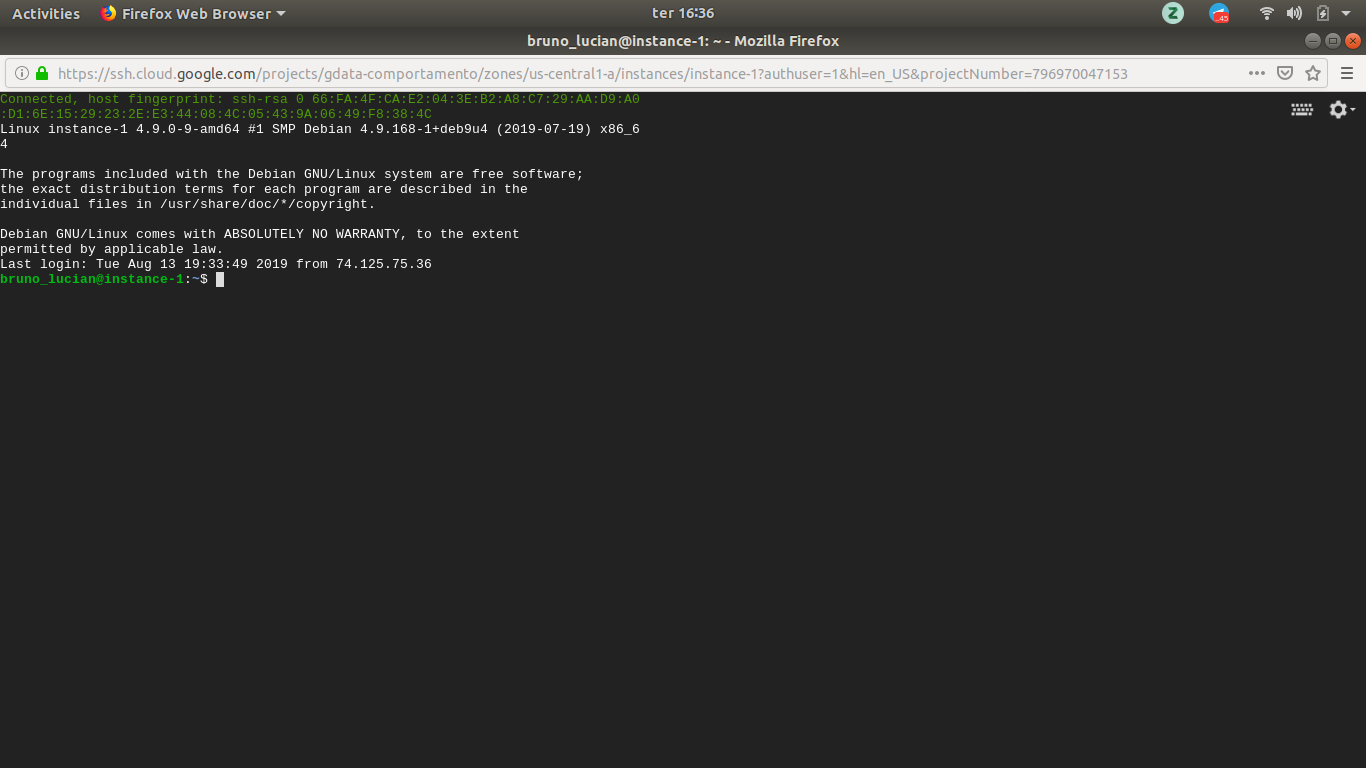 Activities Firefox Web Browser ter 16:36 Z .45
bruno_lucian@instance-1: ~ - Mozilla Firefox
https://ssh.cloud.google.com/projects/gdata-comportamento/zones/us-central1-a/instances/instance-1?authuser=1&hl=en_US&projectNumber=796970047153
Connected, host fingerprint: ssh-rsa 0 66:FA:4F:CA:E2:04:3E:B2:A8:C7:29:AA:D9:A0
:D1:6E:15:29:23:2E:E3:44:08:4C:05:43:9A:06:49:F8:38:4C
Linux instance-1 4.9.0-9-amd64 #1 SMP Debian 4.9.168-1+deb9u4 (2019-07-19) x86_6
4
The programs included with the Debian GNU/Linux system are free software;
the exact distribution terms for each program are described in the
individual files in /usr/share/doc/*/copyright.
Debian GNU/Linux comes with ABSOLUTELY NO WARRANTY, to the extent
permitted by applicable law.
Last login: Tue Aug 13 19:33:49 2019 from 74.125.75.36
bruno_lucian@instance-1:~$